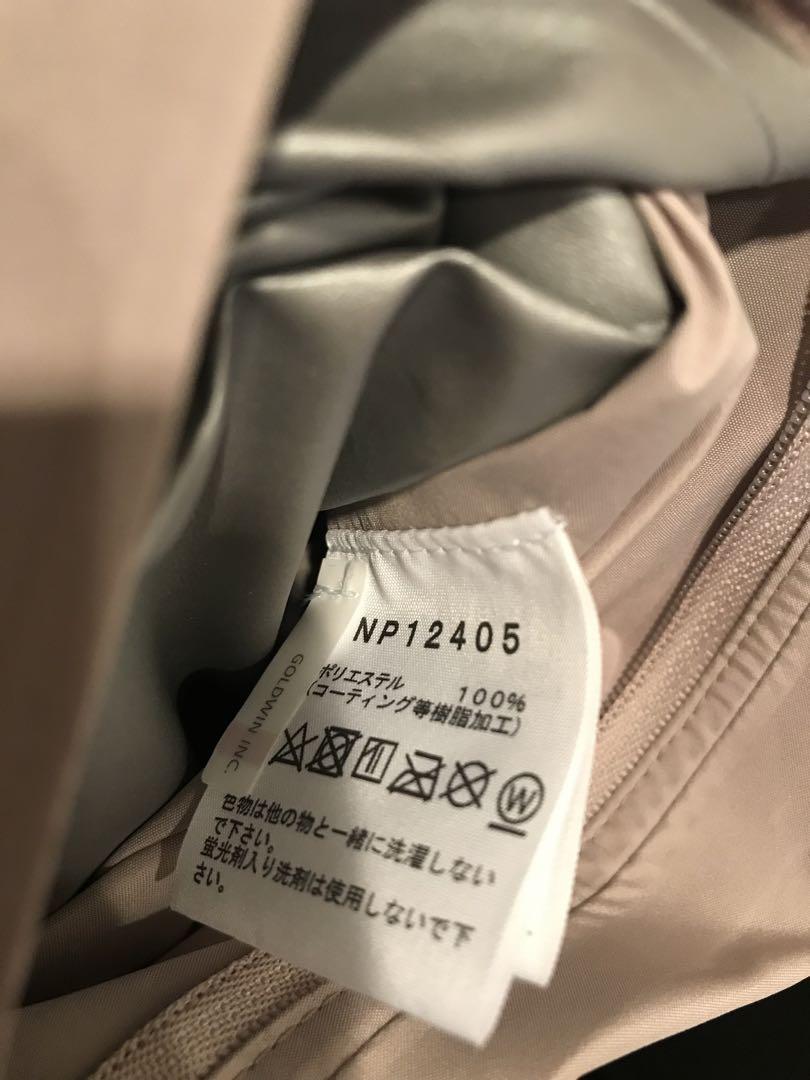 NP12405
ポリエステル 100%
(コーティング等樹脂加工)
GOLDWIN INC.
W
色物は他の物と一緒に洗濯しない
で下さい。
蛍光剤入り洗剤は使用しないで下
さい。